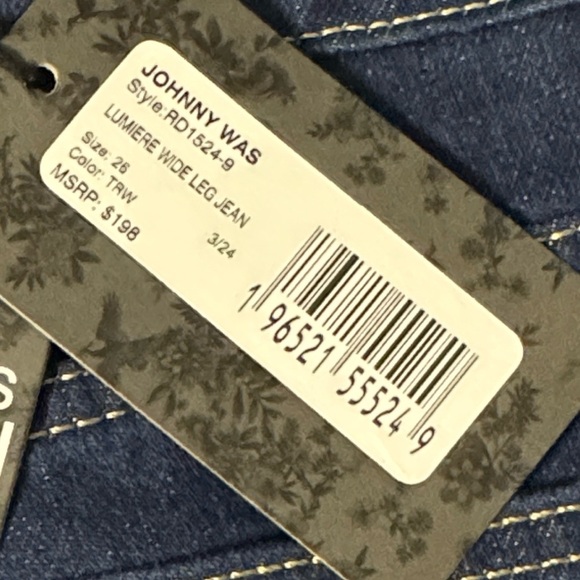 JOHNNY WAS
Style:RD1524-9
LUMIERE WIDE LEG JEAN
Size: 26
Color: TRW
3/24
MSRP: $198
1 96521 55524 9
S